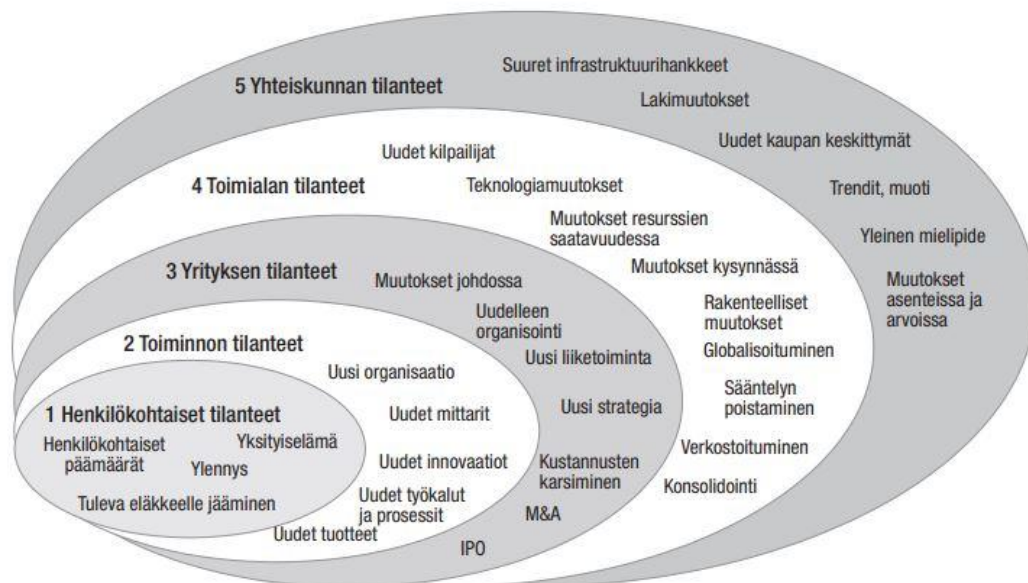 5 Yhteiskunnan tilanteet
Suuret infrastruktuurihankkeet
Lakimuutokset
Uudet kaupan keskittymät
Trendit, muoti
Yleinen mielipide
Muutokset
asenteissa ja
arvoissa
4 Toimialan tilanteet
Uudet kilpailijat
Teknologiamuutokset
Muutokset resurssien
saatavuudessa
Muutokset kysynnässä
Rakenteelliset
muutokset
Globalisoituminen
Sääntelyn
poistaminen
Verkostoituminen
Konsolidointi
3 Yrityksen tilanteet
Muutokset johdossa
Uudelleen
organisointi
Uusi liiketoiminta
Uusi strategia
Kustannusten
karsiminen
M&A
IPO
2 Toiminnon tilanteet
Uusi organisaatio
Uudet mittarit
Uudet innovaatiot
Uudet työkalut
ja prosessit
Uudet tuotteet
1 Henkilökohtaiset tilanteet
Henkilökohtaiset
päämäärät
Yksityiselämä
Ylennys
Tuleva eläkkeelle jääminen